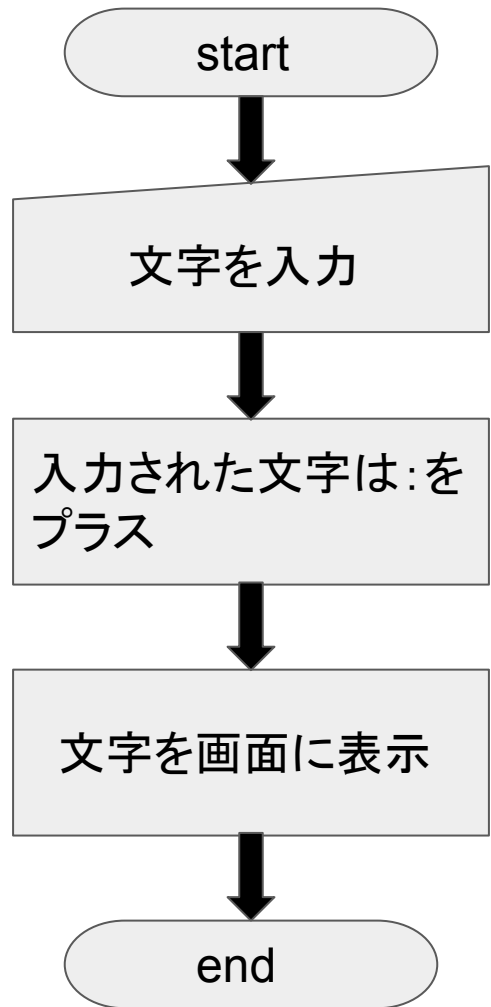 start
文字を入力
入力された文字は：を
プラス
文字を画面に表示
end